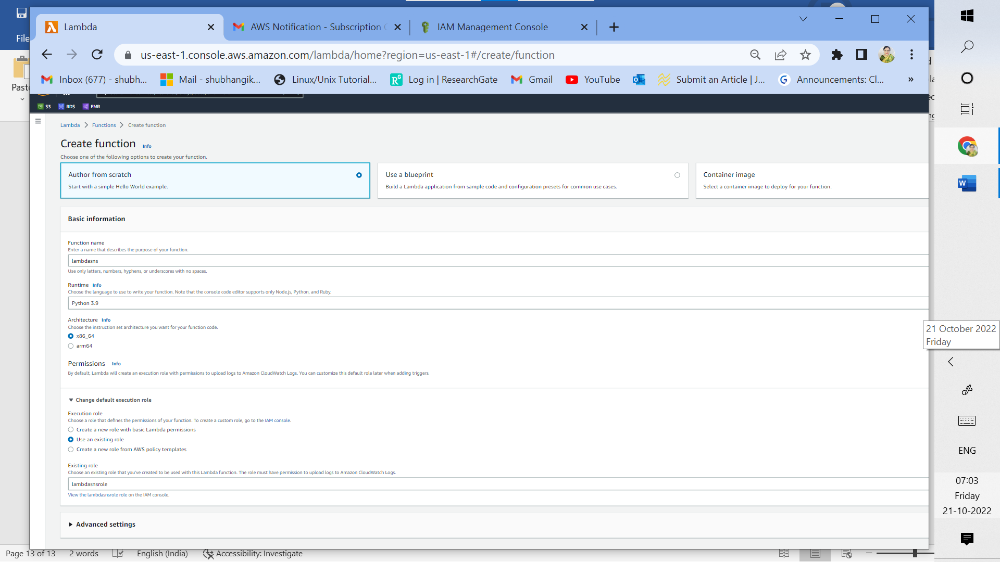 File
Paste
Lambda
AWS Notification - Subscription C
IAM Management Console
us-east-1.console.aws.amazon.com/lambda/home?region=us-east-1#/create/function
Inbox (677) - shubh...
Mail - shubhangik...
Linux/Unix Tutorial...
Log in | ResearchGate
Gmail
YouTube
Submit an Article | J...
Announcements: Cl...
»
S3
RDS
EMR
Lambda
Functions
Create function
Create function
Info
Choose one of the following options to create your function.
Author from scratch
Start with a simple Hello World example.
Use a blueprint
Build a Lambda application from sample code and configuration presets for common use cases.
Container image
Select a container image to deploy for your function.
Basic information
Function name
Enter a name that describes the purpose of your function.
lambdasns
Use only letters, numbers, hyphens, or underscores with no spaces.
Runtime Info
Choose the language to use to write your function. Note that the console code editor supports only Node.js, Python, and Ruby.
Python 3.9
Architecture Info
Choose the instruction set architecture you want for your function code.
x86_64
arm64
Permissions Info
By default, Lambda will create an execution role with permissions to upload logs to Amazon CloudWatch Logs. You can customize this default role later when adding triggers.
Change default execution role
Execution role
Choose a role that defines the permissions of your function. To create a custom role, go to the IAM console.
Create a new role with basic Lambda permissions
Use an existing role
Create a new role from AWS policy templates
Existing role
Choose an existing role that you've created to be used with this Lambda function. The role must have permission to upload logs to Amazon CloudWatch Logs.
lambdasnsrole
View the lambdasnsrole role on the IAM console.
Advanced settings
21 October 2022
Friday
ENG
07:03
Friday
21-10-2022
Page 13 of 13
2 words
English (India)
Accessibility: Investigate